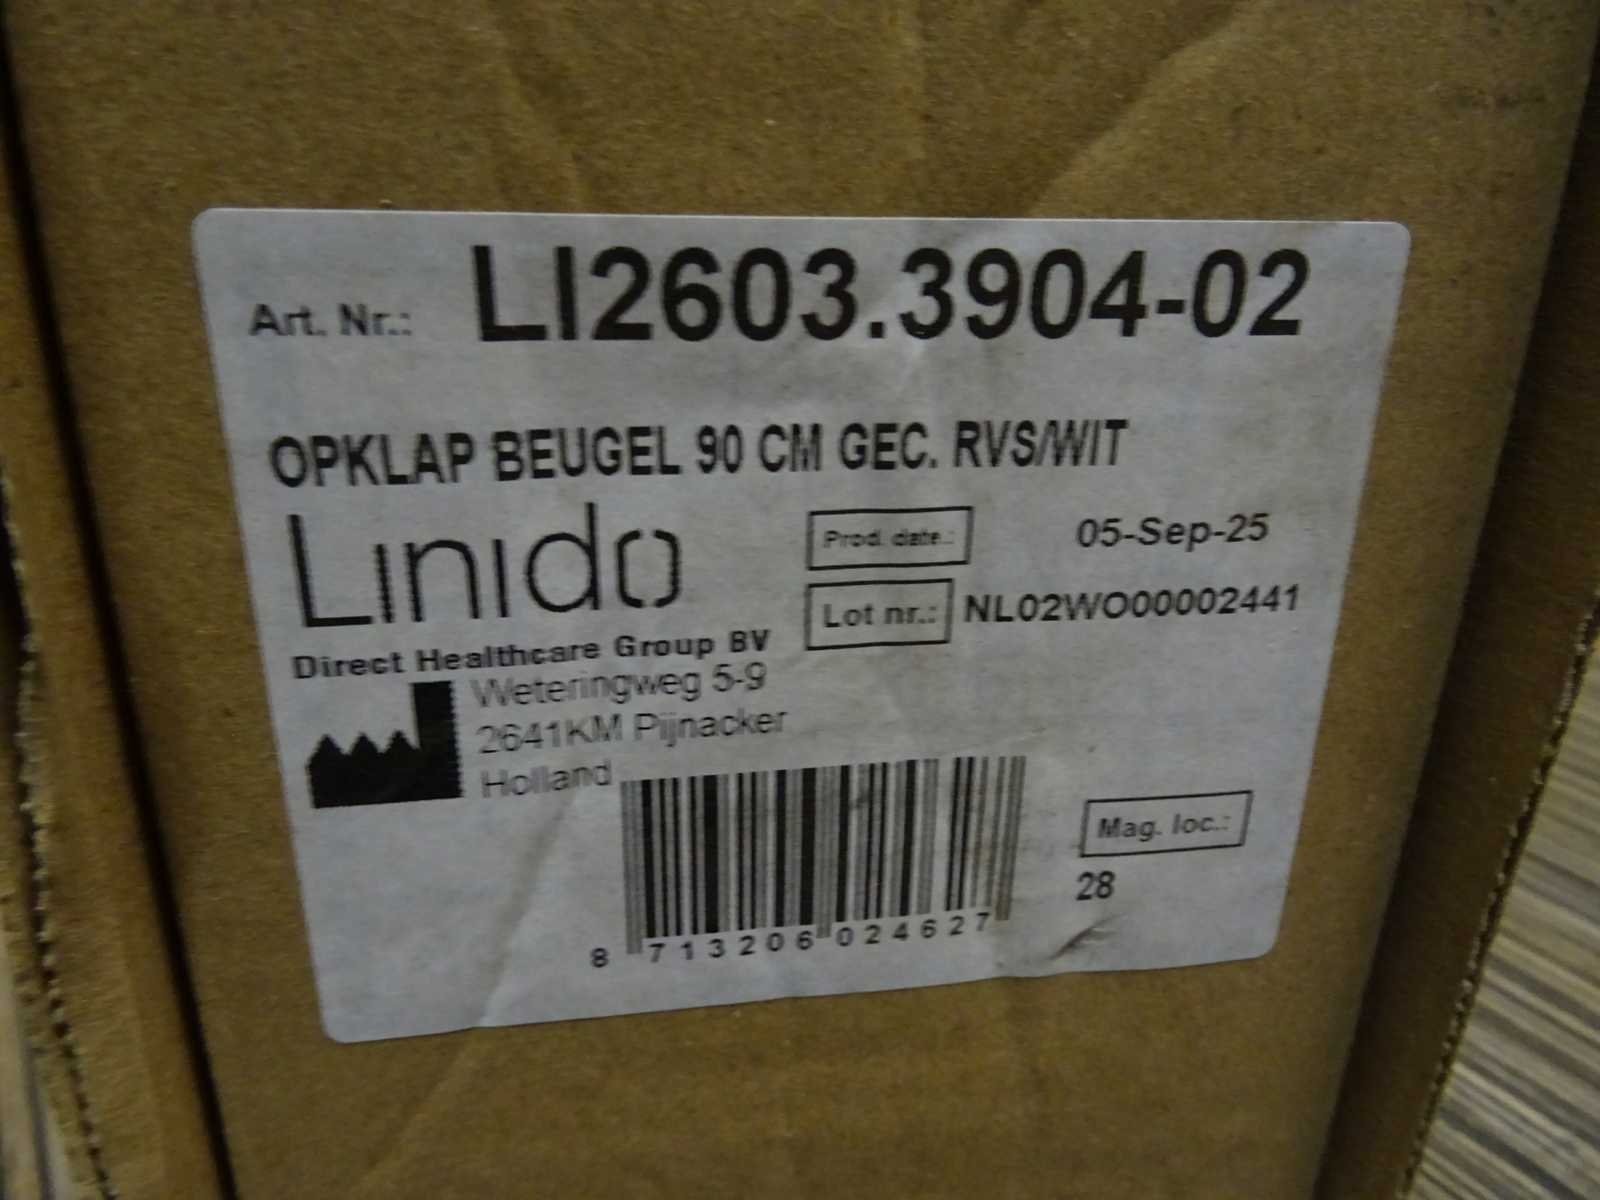 Art. Nr.: LI2603.3904-02
OPKLAP BEUGEL 90 CM GEC. RVS/WIT
Linido
Prod. date.: 05-Sep-25
Lot nr.: NL02WO00002441
Direct Healthcare Group BV
Weteringweg 5-9
2641KM Pijnacker
Holland
Mag. loc.:
28
8 713206 024627